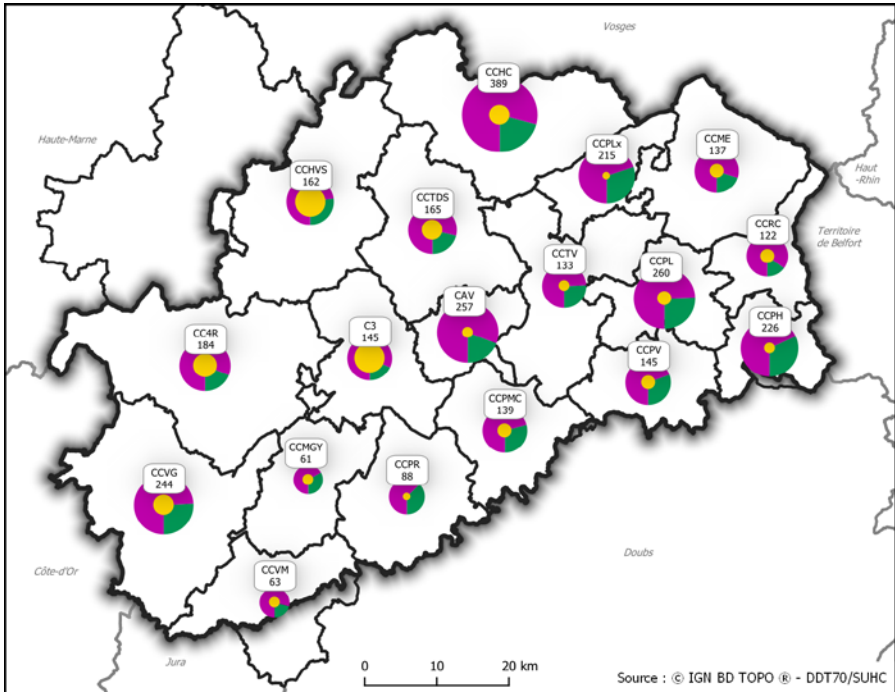 Vosges
CCHC
389
Haute-Marne
CCPLx
215
CCME
137
Haut
-Rhin
CCHVS
162
CCTDS
165
CCRC
122
Territoire
de Belfort
CCTV
133
CCPL
260
CAV
257
CCPH
226
C3
145
CC4R
184
CCPV
145
CCPMC
139
CCMGY
61
CCPR
88
CCVG
244
Doubs
Côte-d'Or
CCVM
63
Jura
0 10 20 km
Source : © IGN BD TOPO ® - DDT70/SUHC